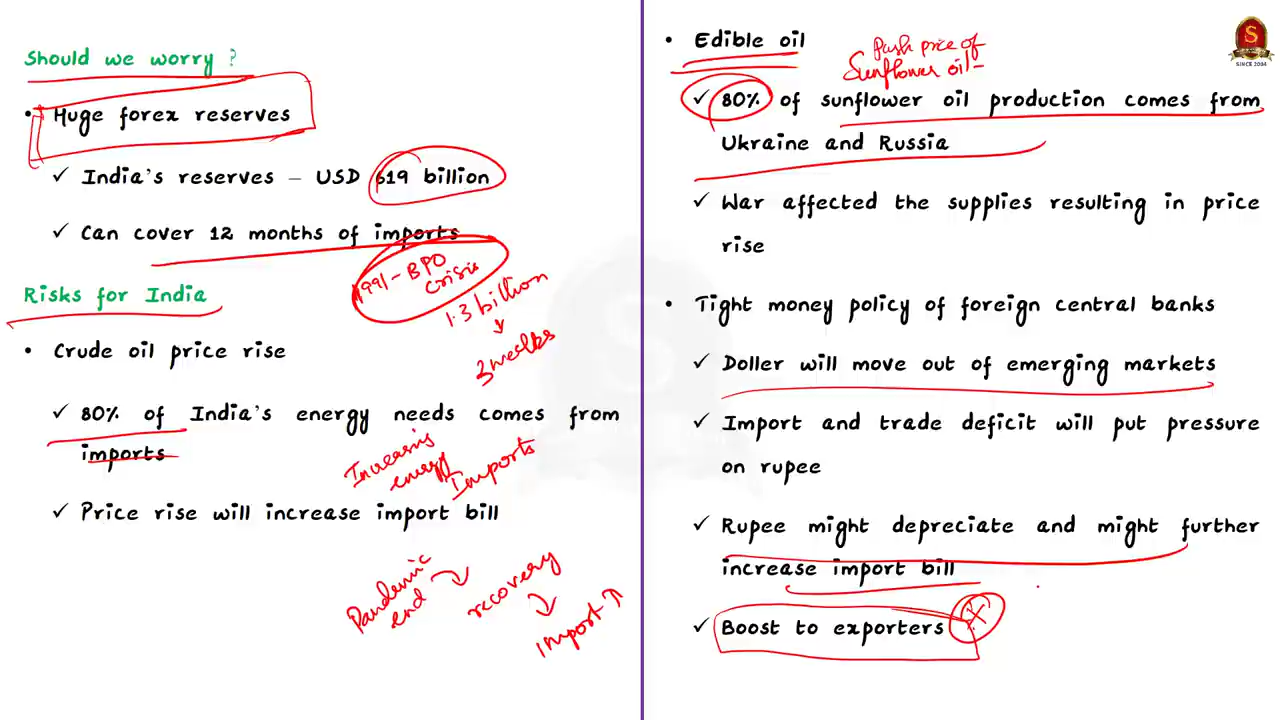 Should we worry ?
• Huge forex reserves
✓ India's reserves – USD 619 billion
✓ Can cover 12 months of imports
1991 - BPO
crisis
1.3 billion
↓
3 weeks
Risks for India
• Crude oil price rise
✓ 80% of India's energy needs comes from
imports
Increasing
energy
Imports
✓ Price rise will increase import bill
Pandemic
end
recovery
import ↑
• Edible oil
Push price of
Sunflower oil -
✓ 80% of sunflower oil production comes from
Ukraine and Russia
✓ War affected the supplies resulting in price
rise
• Tight money policy of foreign central banks
✓ Doller will move out of emerging markets
✓ Import and trade deficit will put pressure
on rupee
✓ Rupee might depreciate and might further
increase import bill
✓ Boost to exporters
S
SINCE 2004